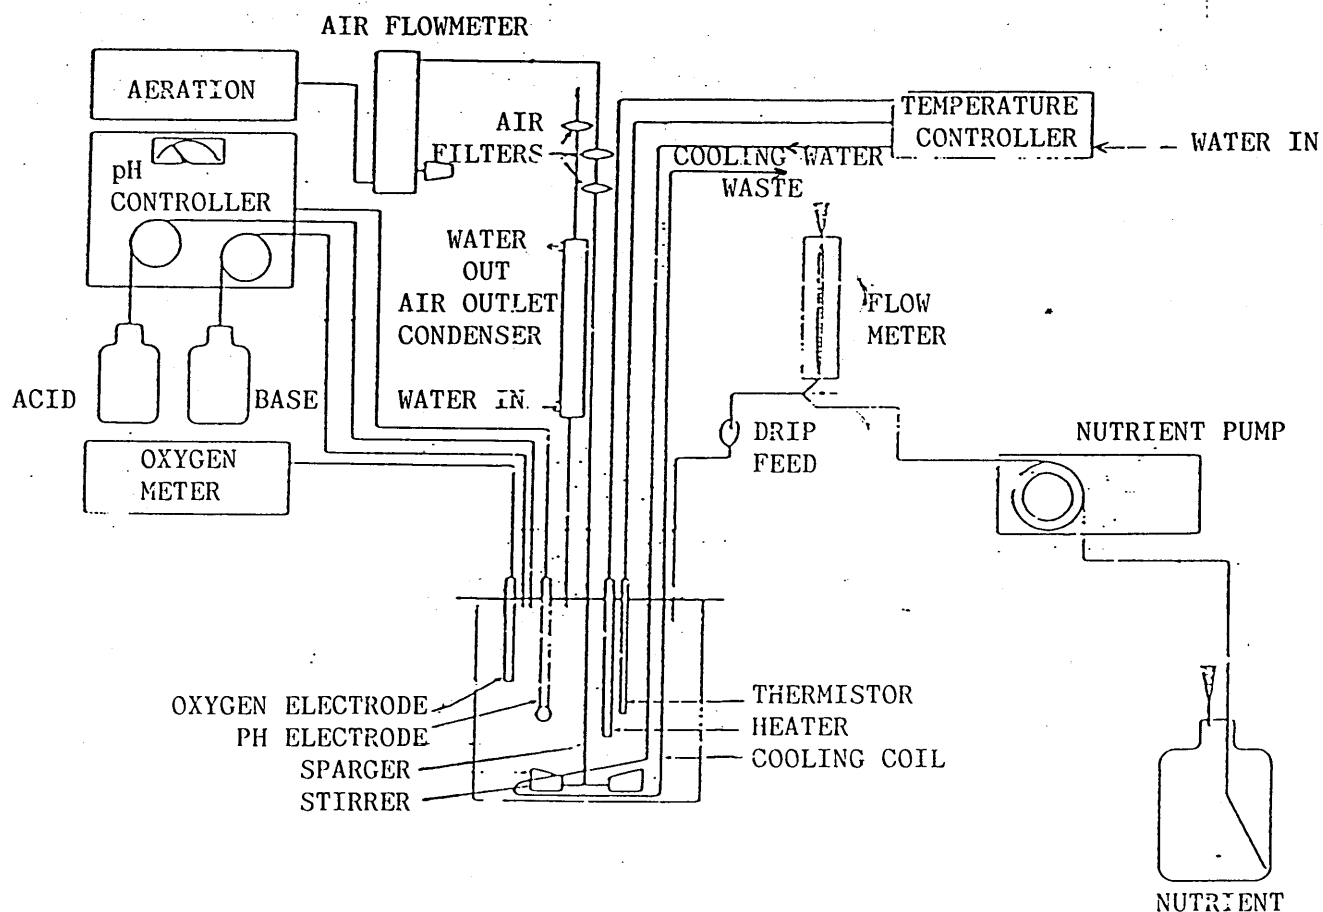 AIR FLOWMETER
AERATION
pH
CONTROLLER
ACID
BASE
OXYGEN
METER
AIR
FILTERS
WATER
OUT
AIR OUTLET
CONDENSER
WATER IN
TEMPERATURE
CONTROLLER
WATER IN
COOLING WATER
WASTE
FLOW
METER
DRIP
FEED
NUTRIENT PUMP
OXYGEN ELECTRODE
PH ELECTRODE
SPARGER
STIRRER
THERMISTOR
HEATER
COOLING COIL
NUTRIENT